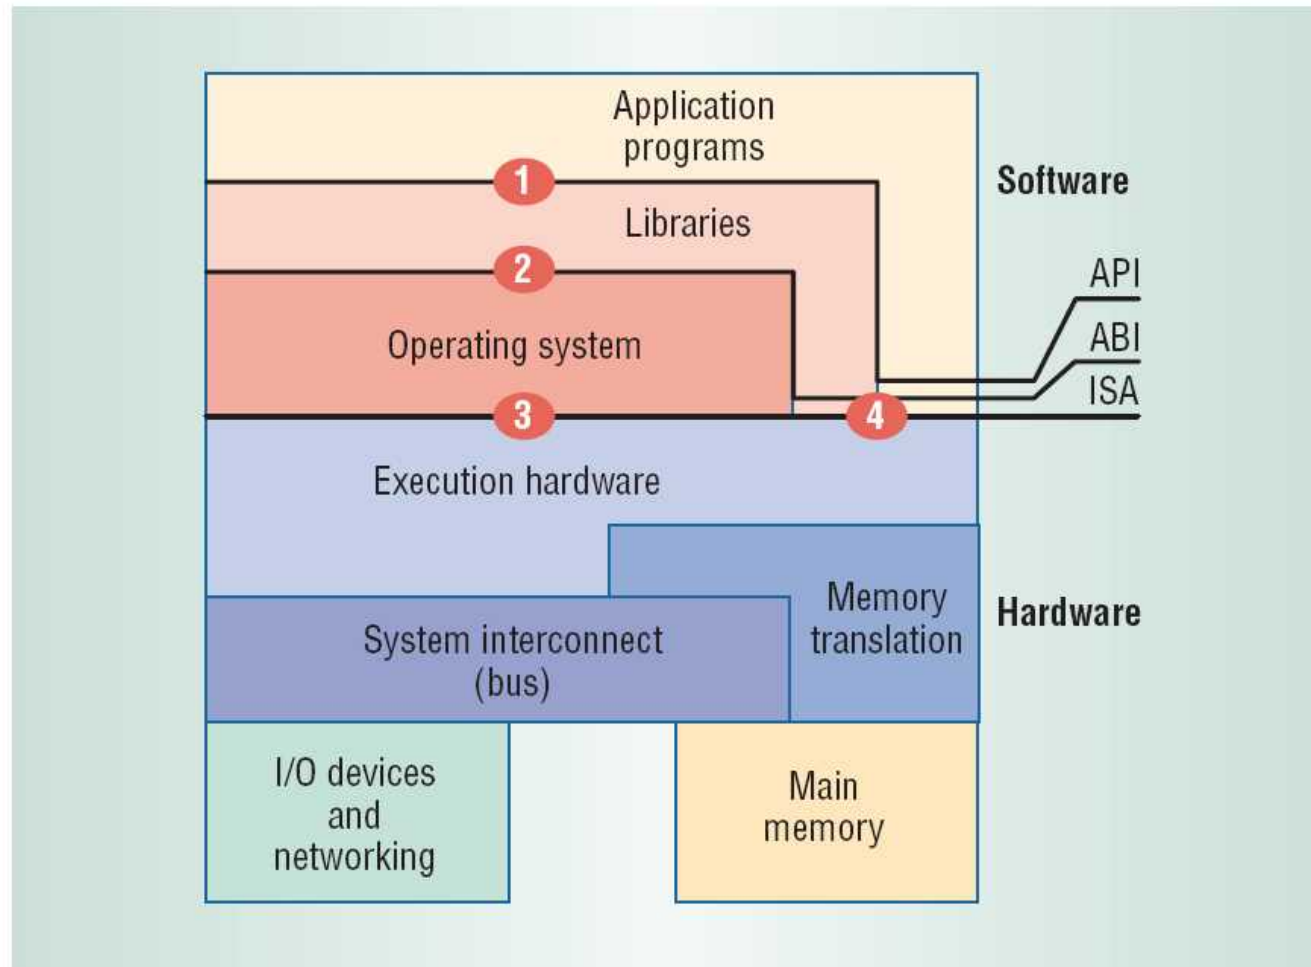 Application
programs
1
Software
Libraries
2
API
Operating system
ABI
ISA
3
4
Execution hardware
Memory
translation
Hardware
System interconnect
(bus)
I/O devices
and
networking
Main
memory